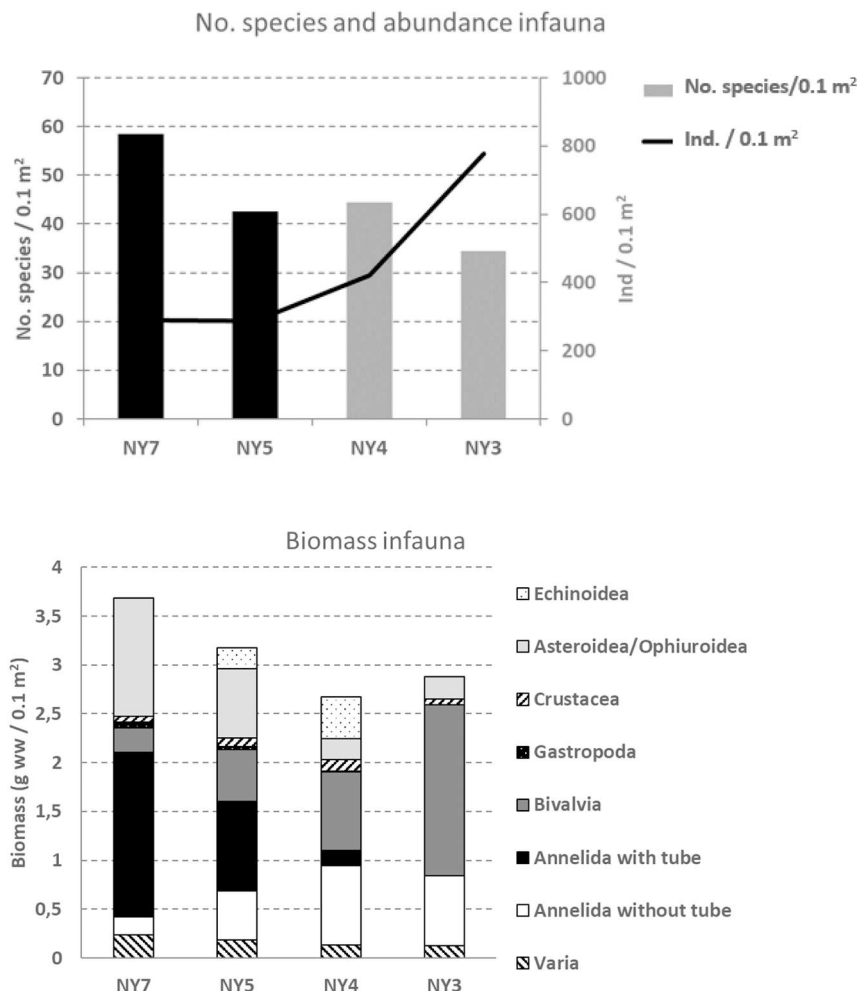 No. species and abundance infauna
70
60
50
40
30
20
10
0
No. species / 0.1 m²
1000
800
600
400
200
0
Ind / 0.1 m²
NY7 NY5 NY4 NY3
No. species/0.1 m²
Ind. / 0.1 m²
Biomass infauna
4
3,5
3
2,5
2
1,5
1
0,5
0
Biomass (g ww / 0.1 m²)
NY7 NY5 NY4 NY3
Echinoidea
Asteroidea/Ophiuroidea
Crustacea
Gastropoda
Bivalvia
Annelida with tube
Annelida without tube
Varia